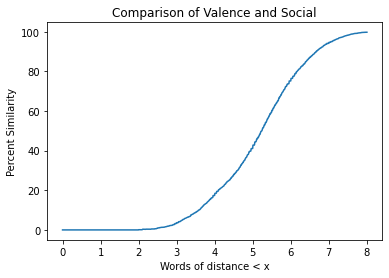 Comparison of Valence and Social
Percent Similarity
100
80
60
40
20
0
0 1 2 3 4 5 6 7 8
Words of distance < x